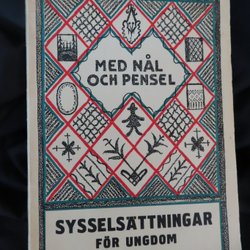 MED NÅL
OCH PENSEL
SYSSELSÄTTNINGAR
FÖR UNGDOM